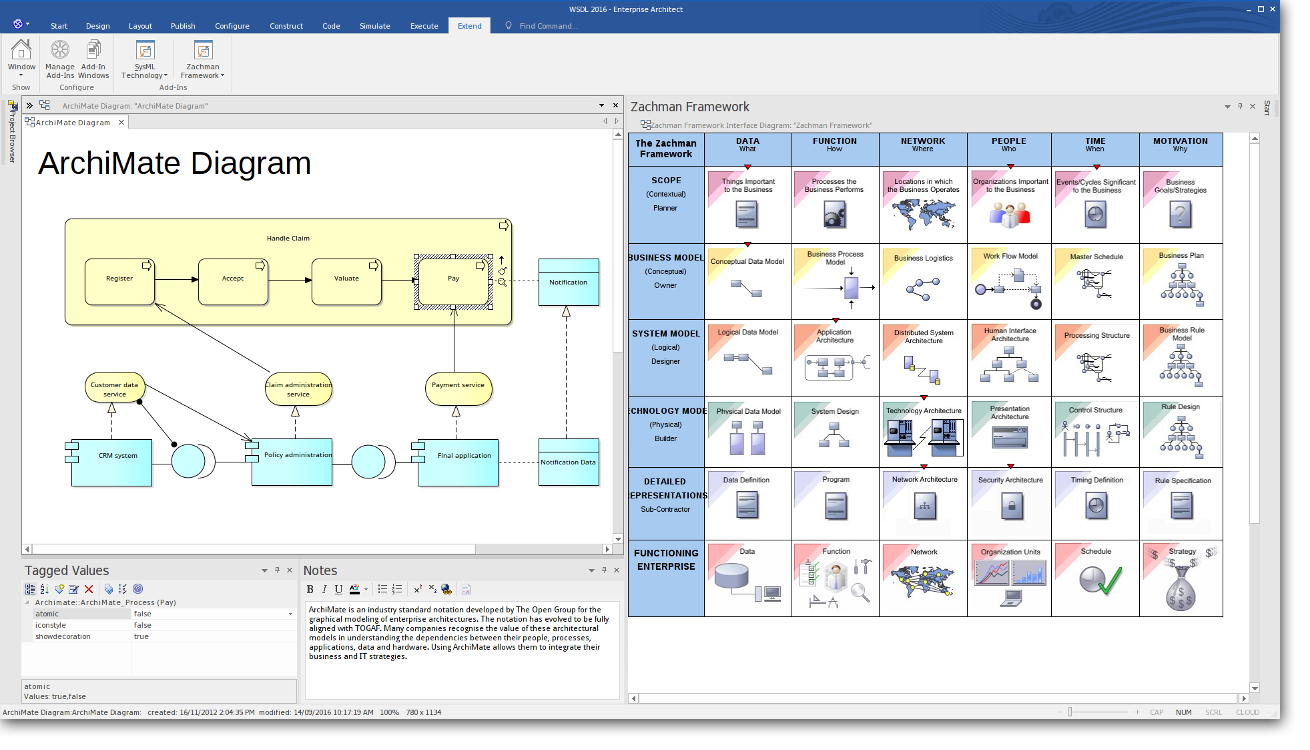 WSDL 2016 - Enterprise Architect
Start Design Layout Publish Configure Construct Code Simulate Execute Extend Find Command...
Window
Manage Add-Ins
Add-In Windows
SysML Technology
Zachman Framework
Show Configure Add-Ins
Project Browser
ArchiMate Diagram: "ArchiMate Diagram"
ArchiMate Diagram
ArchiMate Diagram
Handle Claim
Register Accept Valuate Pay
Notification
Customer data
service
Claim administration
service
Payment service
CRM system
Policy administration
Final application
Notification Data
Tagged Values
Archimate::ArchiMate_Process (Pay)
atomic false
iconstyle false
showdecoration true
atomic
Values: true,false
Notes
B I U
ArchiMate is an industry standard notation developed by The Open Group for the
graphical modeling of enterprise architectures. The notation has evolved to be fully
aligned with TOGAF. Many companies recognise the value of these architectural
models in understanding the dependencies between their people, processes,
applications, data and hardware. Using ArchiMate allows them to integrate their
business and IT strategies.
Zachman Framework
Start
Zachman Framework Interface Diagram: "Zachman Framework"
The Zachman
Framework
DATA
What
FUNCTION
How
NETWORK
Where
PEOPLE
Who
TIME
When
MOTIVATION
Why
SCOPE
(Contextual)
Planner
Things Important
to the Business
Processes the
Business Performs
Locations in which
the Business Operates
Organizations Important
to the Business
Events/Cycles Significant
to the Business
Business
Goals/Strategies
BUSINESS MODEL
(Conceptual)
Owner
Conceptual Data Model
Business Process
Model
Business Logistics
Work Flow Model
Master Schedule
Business Plan
SYSTEM MODEL
(Logical)
Designer
Logical Data Model
Application
Architecture
Distributed System
Architecture
Human Interface
Architecture
Processing Structure
Business Rule
Model
CHNOLOGY MODE
(Physical)
Builder
Physical Data Model
System Design
Technology Architecture
Presentation
Architecture
Control Structure
Rule Design
DETAILED
EPRESENTATIONS
Sub-Contractor
Data Definition
Program
Network Architecture
Security Architecture
Timing Definition
Rule Specification
FUNCTIONING
ENTERPRISE
Data
Function
Network
Organization Units
Schedule
Strategy
ArchiMate Diagram:ArchiMate Diagram: created: 16/11/2012 2:04:35 PM modified: 14/09/2016 10:17:19 AM 100% 780 x 1134
CAP NUM SCRL CLOUD